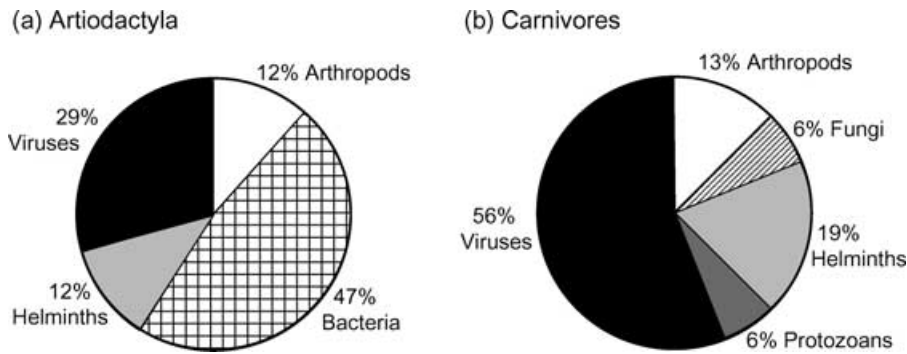 (a) Artiodactyla
12% Arthropods
29%
Viruses
12%
Helminths
47%
Bacteria
(b) Carnivores
13% Arthropods
6% Fungi
56%
Viruses
19%
Helminths
6% Protozoans